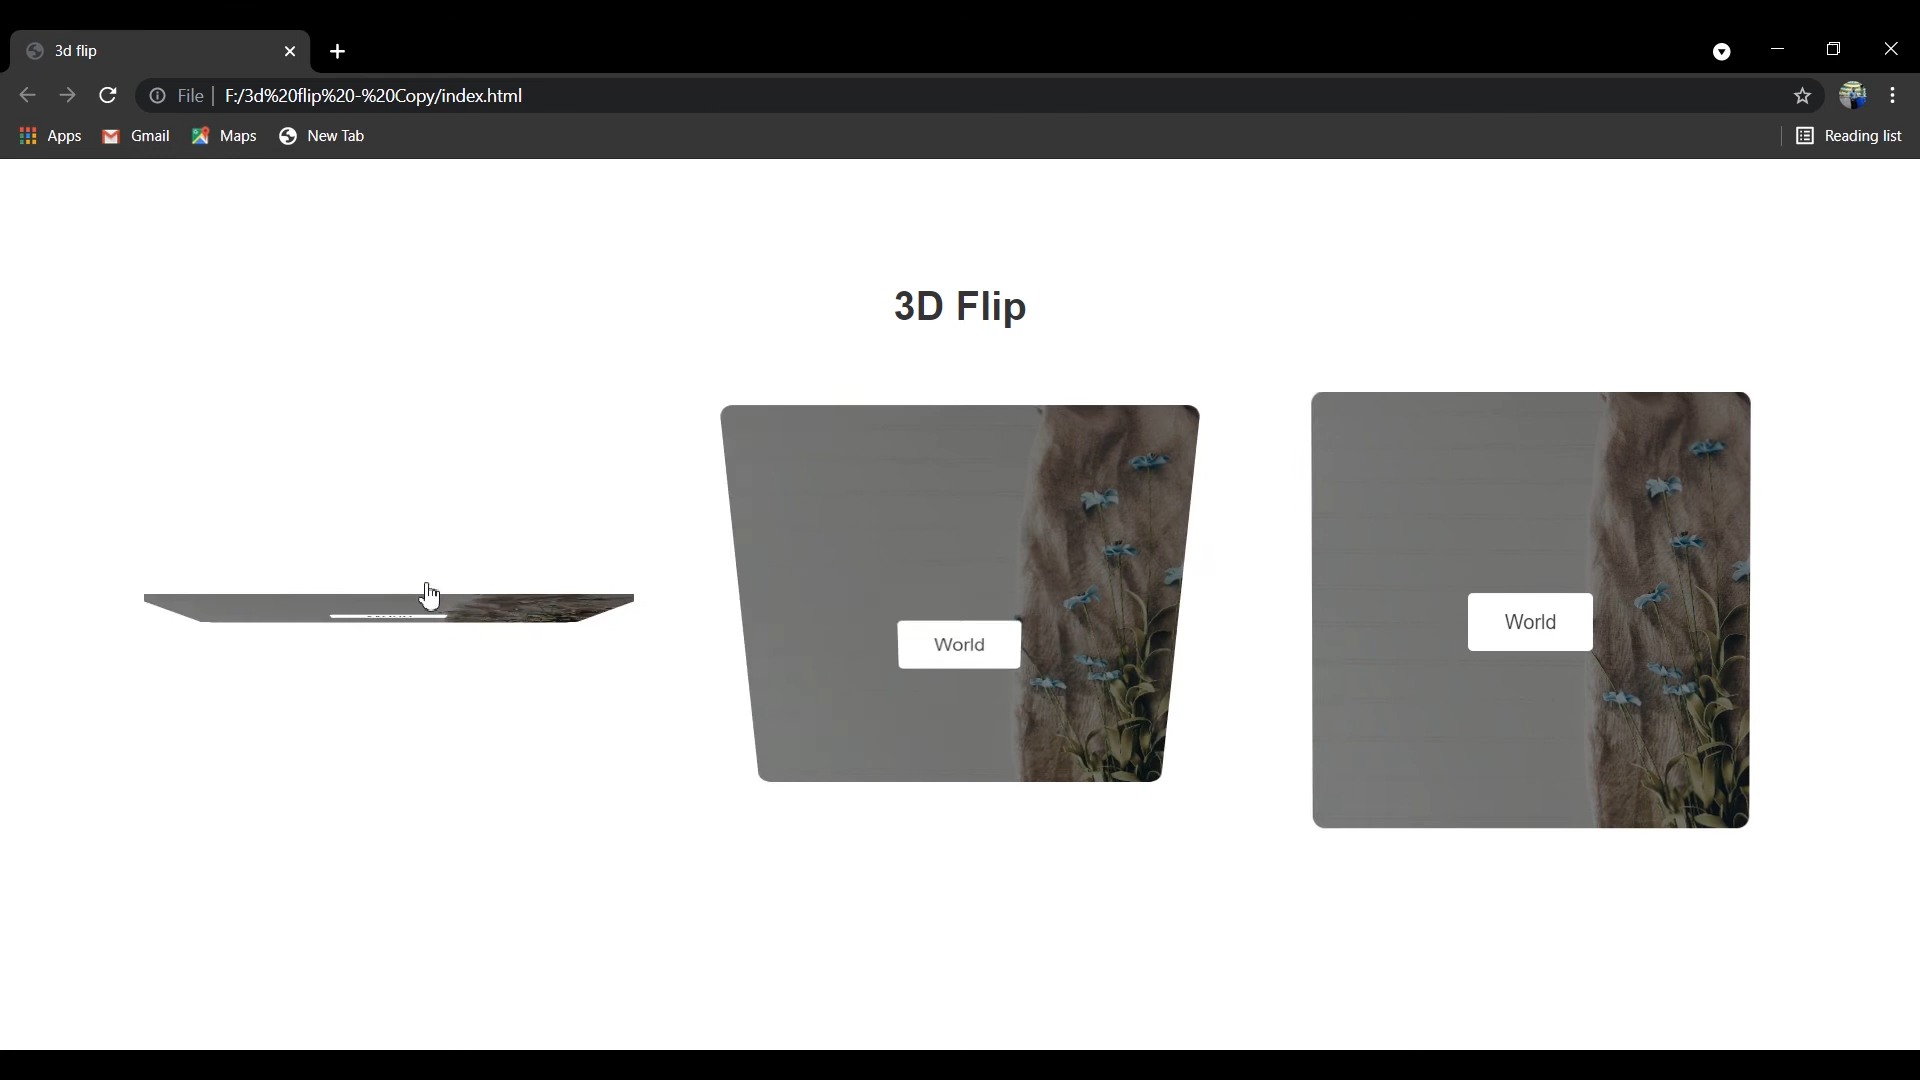 3d flip
File | F:/3d%20flip%20-%20Copy/index.html
Apps Gmail Maps New Tab Reading list
3D Flip
World
World